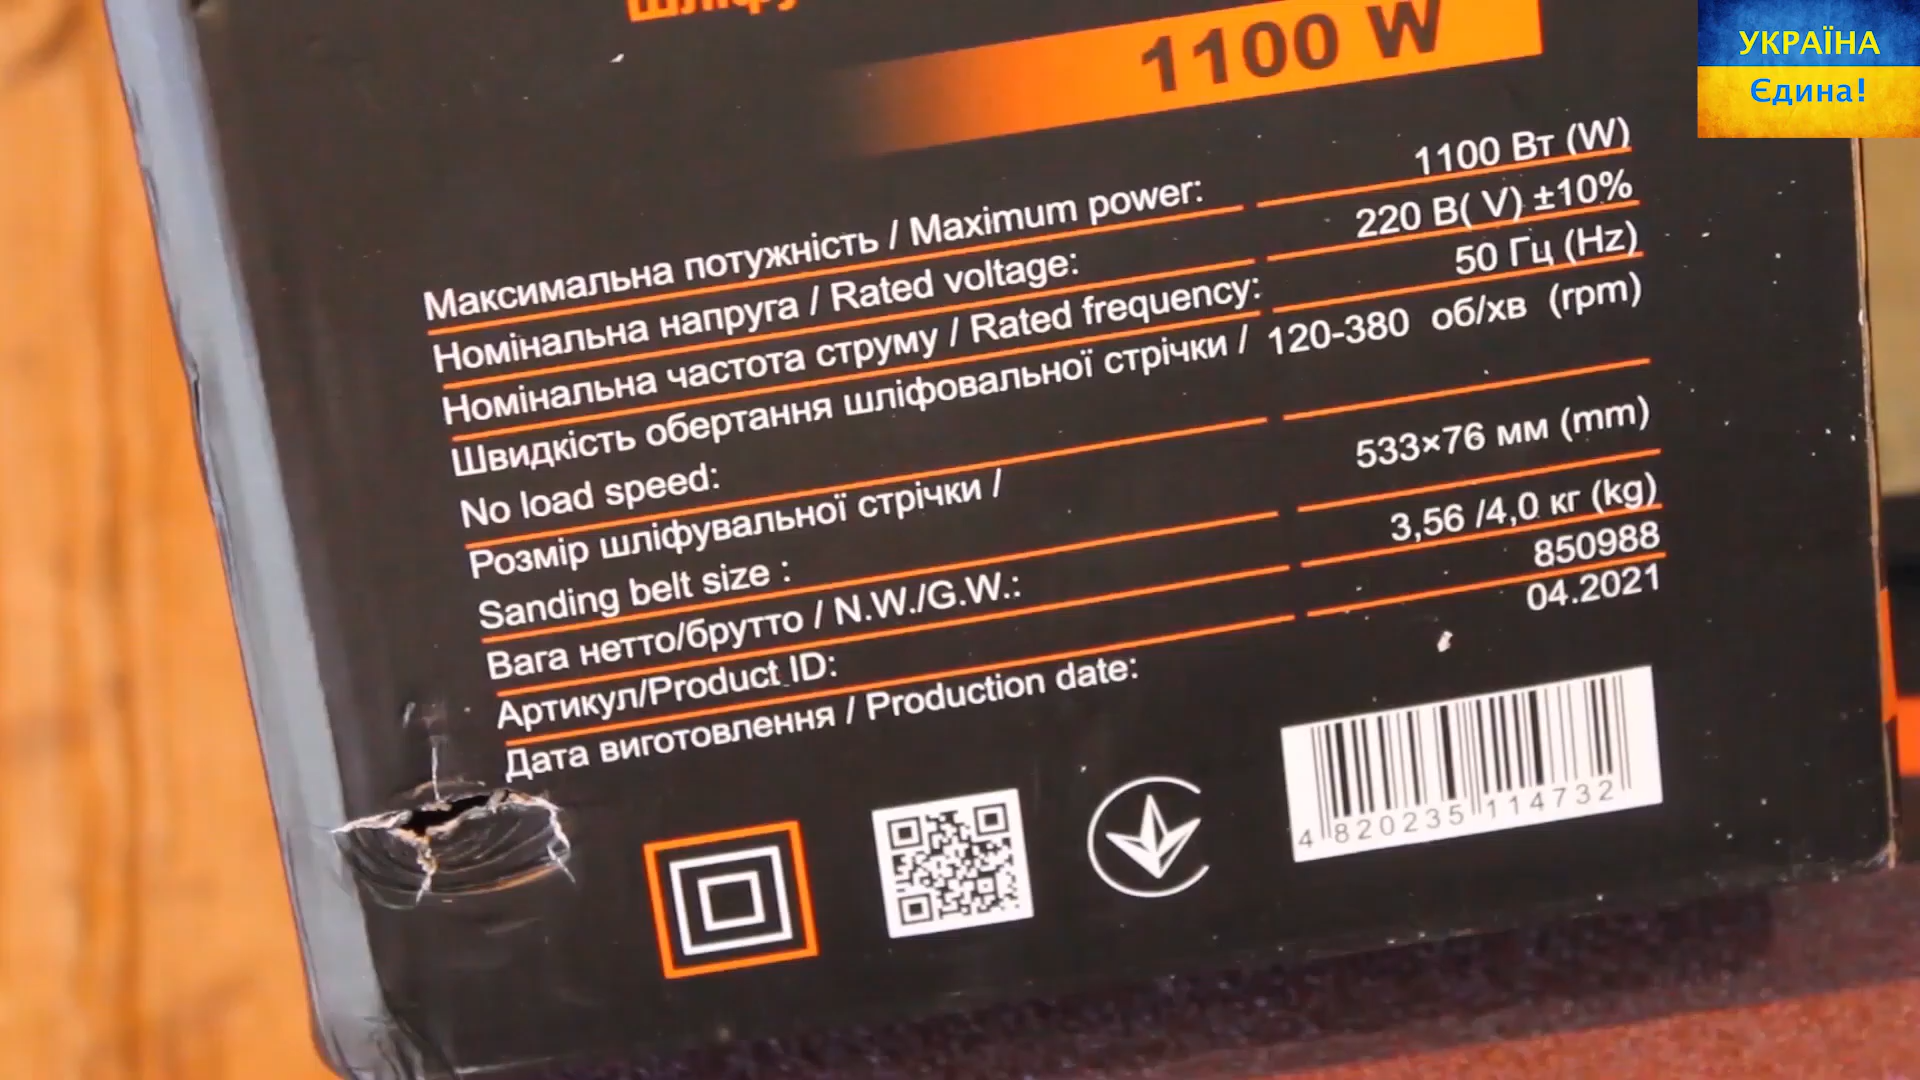 УКРАЇНА
Єдина!
1100 W
Максимальна потужність / Maximum power: 1100 Вт (W)
Номінальна напруга / Rated voltage: 220 В( V) ±10%
Номінальна частота струму / Rated frequency: 50 Гц (Hz)
Швидкість обертання шліфовальної стрічки / 120-380 об/хв (rpm)
No load speed:
Розмір шліфувальної стрічки /
Sanding belt size : 533×76 мм (mm)
Вага нетто/брутто / N.W./G.W.: 3,56 /4,0 кг (kg)
Артикул/Product ID: 850988
Дата виготовлення / Production date: 04.2021
4 820235 114732